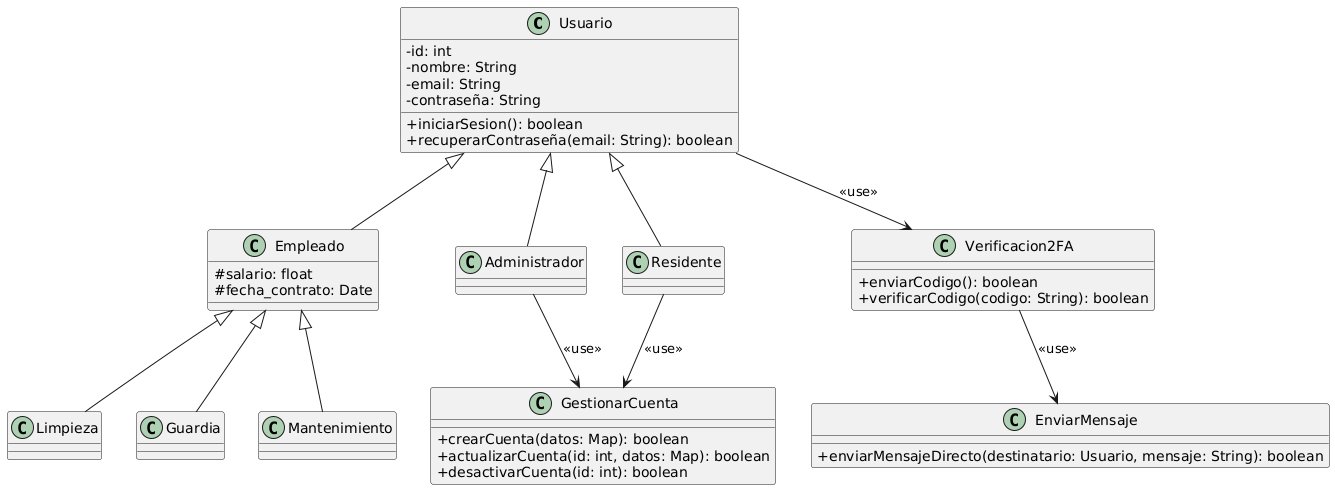 C Usuario
-id: int
-nombre: String
-email: String
-contraseña: String
+iniciarSesion(): boolean
+recuperarContraseña(email: String): boolean
«use»
C Empleado
#salario: float
#fecha_contrato: Date
C Administrador
C Residente
C Verificacion2FA
+enviarCodigo(): boolean
+verificarCodigo(codigo: String): boolean
«use»
«use»
«use»
C Limpieza
C Guardia
C Mantenimiento
C GestionarCuenta
+crearCuenta(datos: Map): boolean
+actualizarCuenta(id: int, datos: Map): boolean
+desactivarCuenta(id: int): boolean
C EnviarMensaje
+enviarMensajeDirecto(destinatario: Usuario, mensaje: String): boolean